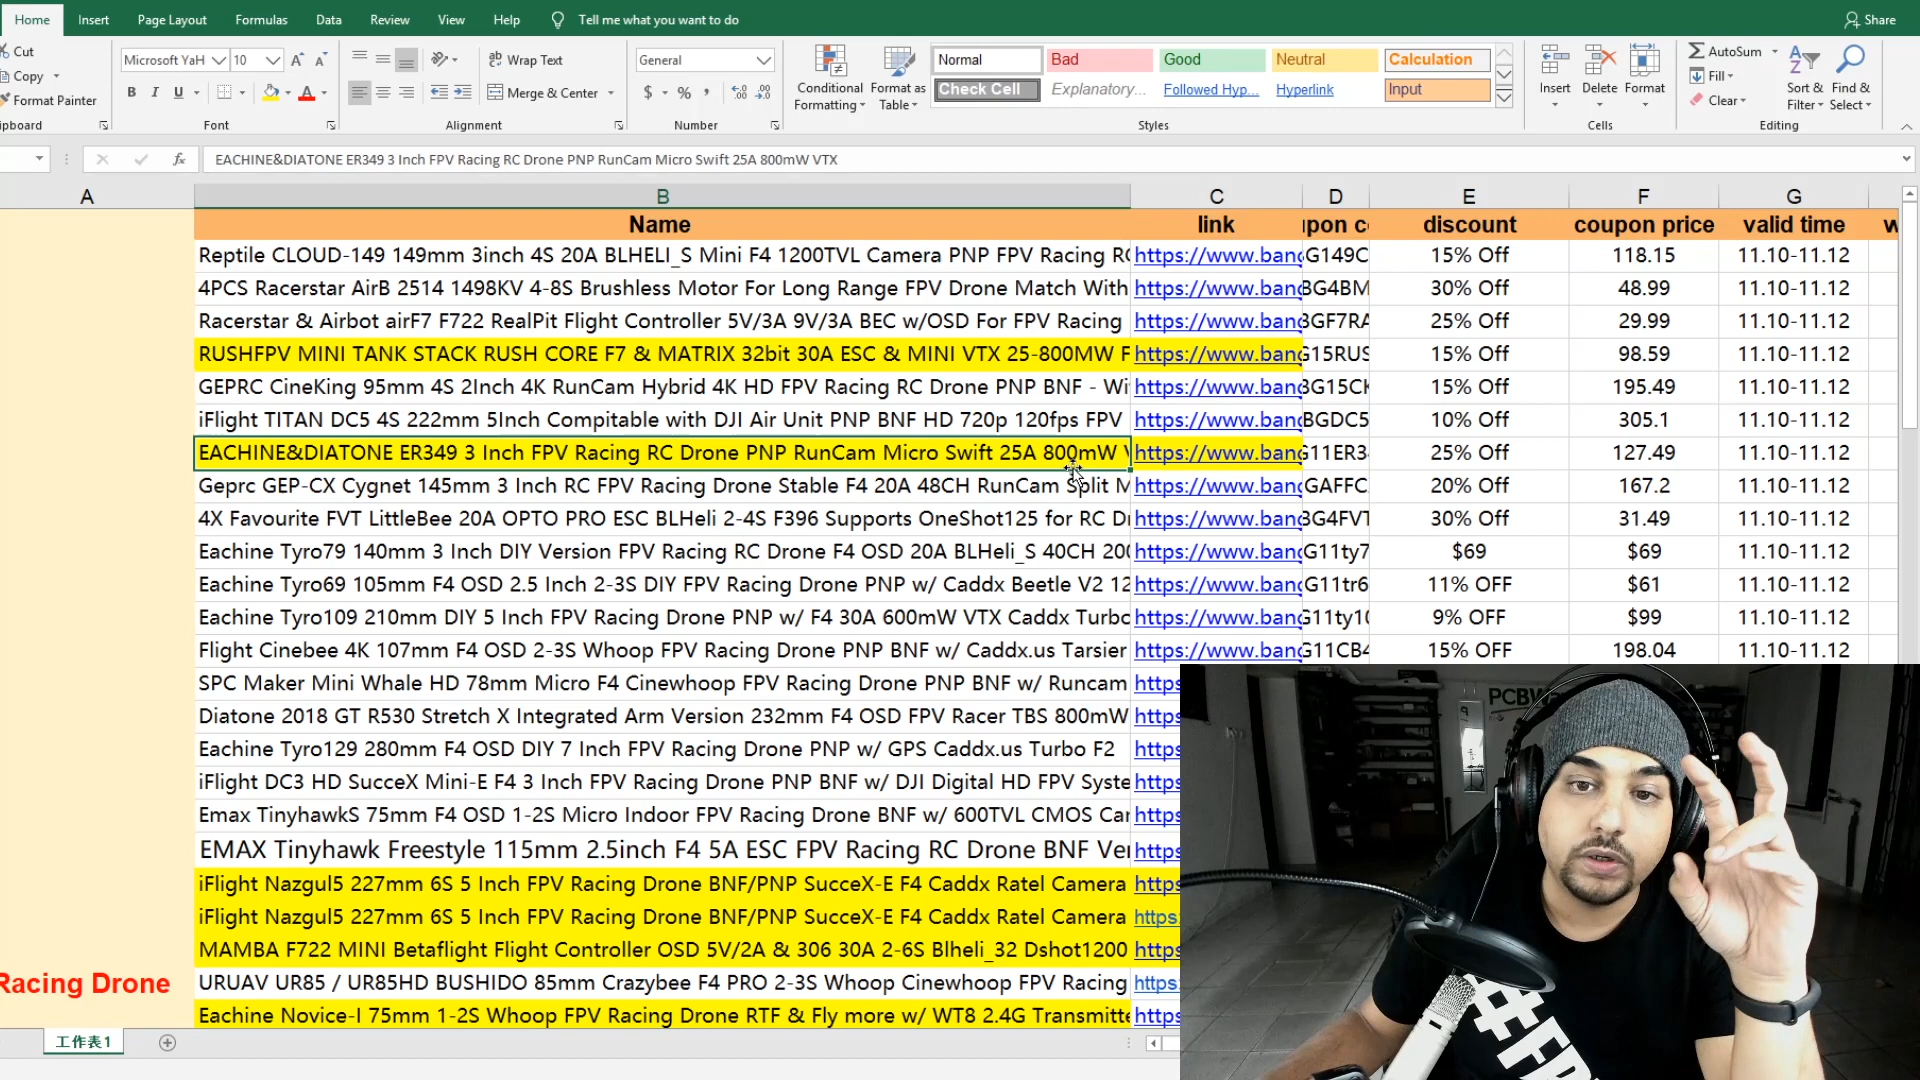 Home Insert Page Layout Formulas Data Review View Help Tell me what you want to do Share
Cut
Copy
Format Painter
Microsoft YaH 10
B I U
Wrap Text
Merge & Center
General
$ % ,
Conditional Formatting
Format as Table
Normal Bad Good Neutral Calculation
Check Cell Explanatory... Followed Hyp... Hyperlink Input
Insert Delete Format
AutoSum
Fill
Clear
Sort & Filter
Find & Select
Font Alignment Number Styles Cells Editing
fx EACHINE&DIATONE ER349 3 Inch FPV Racing RC Drone PNP RunCam Micro Swift 25A 800mW VTX
A B C D E F G
Name link discount coupon price valid time
Reptile CLOUD-149 149mm 3inch 4S 20A BLHELI_S Mini F4 1200TVL Camera PNP FPV Racing RC https://www.bang G149C 15% Off 118.15 11.10-11.12
4PCS Racerstar AirB 2514 1498KV 4-8S Brushless Motor For Long Range FPV Drone Match With https://www.bang BG4BM 30% Off 48.99 11.10-11.12
Racerstar & Airbot airF7 F722 RealPit Flight Controller 5V/3A 9V/3A BEC w/OSD For FPV Racing https://www.bang BGF7RA 25% Off 29.99 11.10-11.12
RUSHFPV MINI TANK STACK RUSH CORE F7 & MATRIX 32bit 30A ESC & MINI VTX 25-800MW F https://www.bang G15RUS 15% Off 98.59 11.10-11.12
GEPRC CineKing 95mm 4S 2Inch 4K RunCam Hybrid 4K HD FPV Racing RC Drone PNP BNF - Wi https://www.bang BG15CK 15% Off 195.49 11.10-11.12
iFlight TITAN DC5 4S 222mm 5Inch Compitable with DJI Air Unit PNP BNF HD 720p 120fps FPV https://www.bang BGDC5 10% Off 305.1 11.10-11.12
EACHINE&DIATONE ER349 3 Inch FPV Racing RC Drone PNP RunCam Micro Swift 25A 800mW V https://www.bang G11ER3 25% Off 127.49 11.10-11.12
Geprc GEP-CX Cygnet 145mm 3 Inch RC FPV Racing Drone Stable F4 20A 48CH RunCam Split M https://www.bang GAFFC 20% Off 167.2 11.10-11.12
4X Favourite FVT LittleBee 20A OPTO PRO ESC BLHeli 2-4S F396 Supports OneShot125 for RC Dr https://www.bang BG4FVT 30% Off 31.49 11.10-11.12
Eachine Tyro79 140mm 3 Inch DIY Version FPV Racing RC Drone F4 OSD 20A BLHeli_S 40CH 200 https://www.bang G11ty7 $69 $69 11.10-11.12
Eachine Tyro69 105mm F4 OSD 2.5 Inch 2-3S DIY FPV Racing Drone PNP w/ Caddx Beetle V2 12 https://www.bang G11tr6 11% OFF $61 11.10-11.12
Eachine Tyro109 210mm DIY 5 Inch FPV Racing Drone PNP w/ F4 30A 600mW VTX Caddx Turbo https://www.bang G11ty10 9% OFF $99 11.10-11.12
Flight Cinebee 4K 107mm F4 OSD 2-3S Whoop FPV Racing Drone PNP BNF w/ Caddx.us Tarsier https://www.bang G11CB4 15% OFF 198.04 11.10-11.12
SPC Maker Mini Whale HD 78mm Micro F4 Cinewhoop FPV Racing Drone PNP BNF w/ Runcam https
Diatone 2018 GT R530 Stretch X Integrated Arm Version 232mm F4 OSD FPV Racer TBS 800mW https
Eachine Tyro129 280mm F4 OSD DIY 7 Inch FPV Racing Drone PNP w/ GPS Caddx.us Turbo F2 https
iFlight DC3 HD SucceX Mini-E F4 3 Inch FPV Racing Drone PNP BNF w/ DJI Digital HD FPV Syste https
Emax TinyhawkS 75mm F4 OSD 1-2S Micro Indoor FPV Racing Drone BNF w/ 600TVL CMOS Car https
EMAX Tinyhawk Freestyle 115mm 2.5inch F4 5A ESC FPV Racing RC Drone BNF Ver https
iFlight Nazgul5 227mm 6S 5 Inch FPV Racing Drone BNF/PNP SucceX-E F4 Caddx Ratel Camera https
iFlight Nazgul5 227mm 6S 5 Inch FPV Racing Drone BNF/PNP SucceX-E F4 Caddx Ratel Camera https:
MAMBA F722 MINI Betaflight Flight Controller OSD 5V/2A & 306 30A 2-6S Blheli_32 Dshot1200 https
Racing Drone URUAV UR85 / UR85HD BUSHIDO 85mm Crazybee F4 PRO 2-3S Whoop Cinewhoop FPV Racing https:
Eachine Novice-I 75mm 1-2S Whoop FPV Racing Drone RTF & Fly more w/ WT8 2.4G Transmitte https
工作表1
PCBW